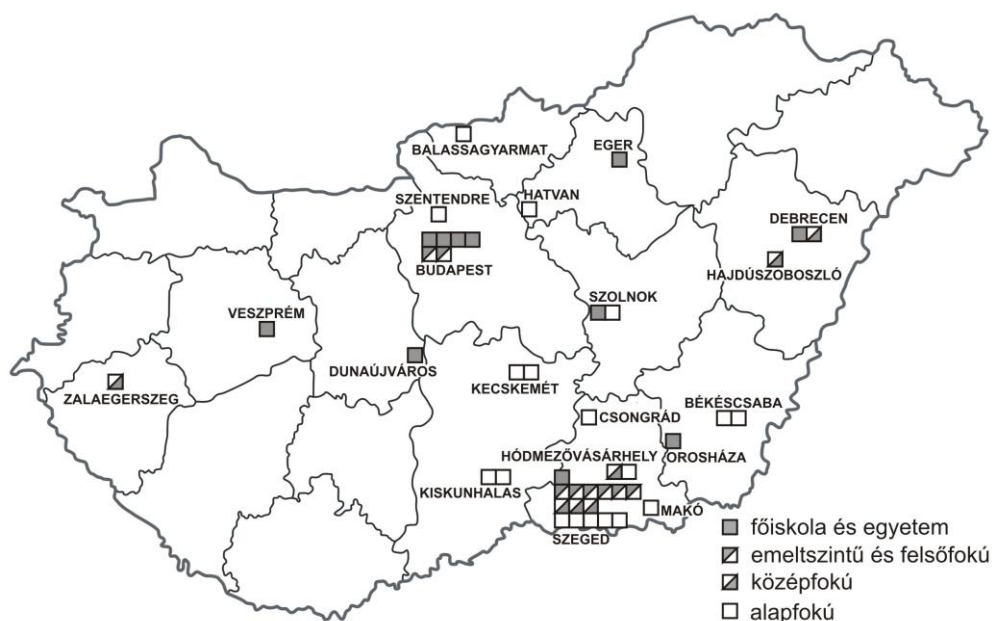 BALASSAGYARMAT
EGER
SZENTENDRE
HATVAN
DEBRECEN
BUDAPEST
HAJDÚSZOBOSZLÓ
SZOLNOK
VESZPRÉM
DUNAÚJVÁROS
KECSKEMÉT
ZALAEGERSZEG
BÉKÉSCSABA
CSONGRÁD
HÓDMEZŐVÁSÁRHELY
OROSHÁZA
KISKUNHALAS
MAKÓ
SZEGED
főiskola és egyetem
emeltszintű és felsőfokú
középfokú
alapfokú